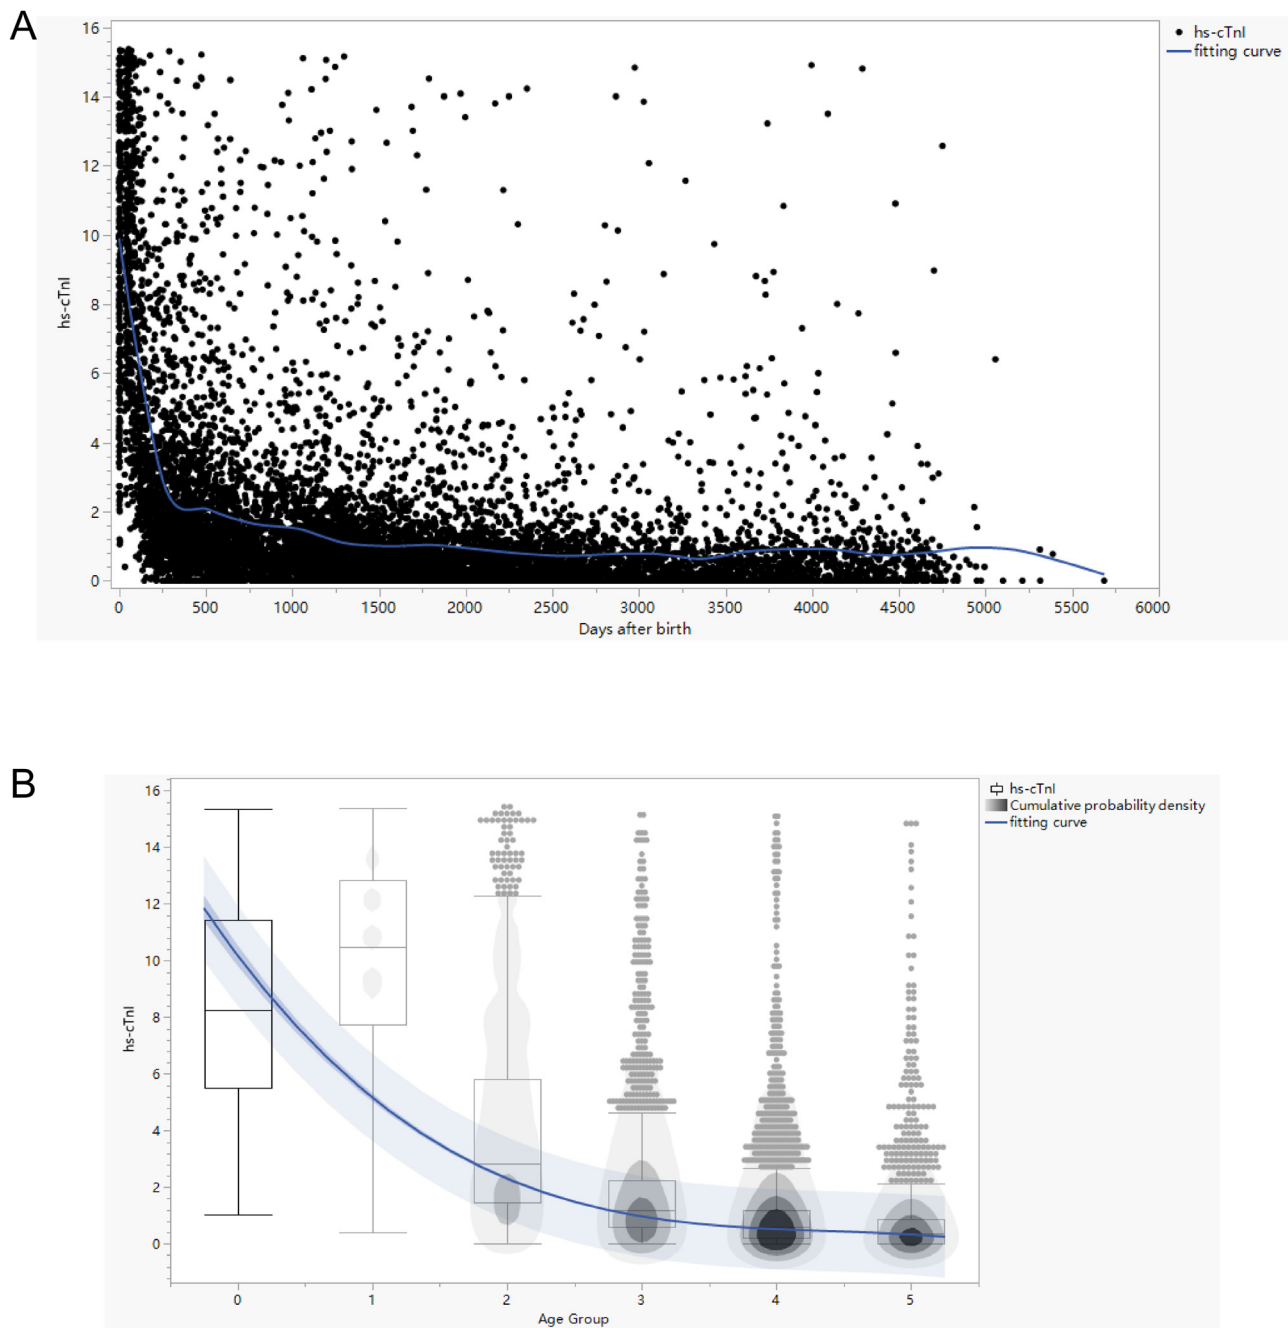 A
hs-cTnI
fitting curve
16
14
12
10
8
6
4
2
0
hs-cTnI
0 500 1000 1500 2000 2500 3000 3500 4000 4500 5000 5500 6000
Days after birth
B
hs-cTnI
Cumulative probability density
fitting curve
16
14
12
10
8
6
4
2
0
hs-cTnI
0 1 2 3 4 5
Age Group